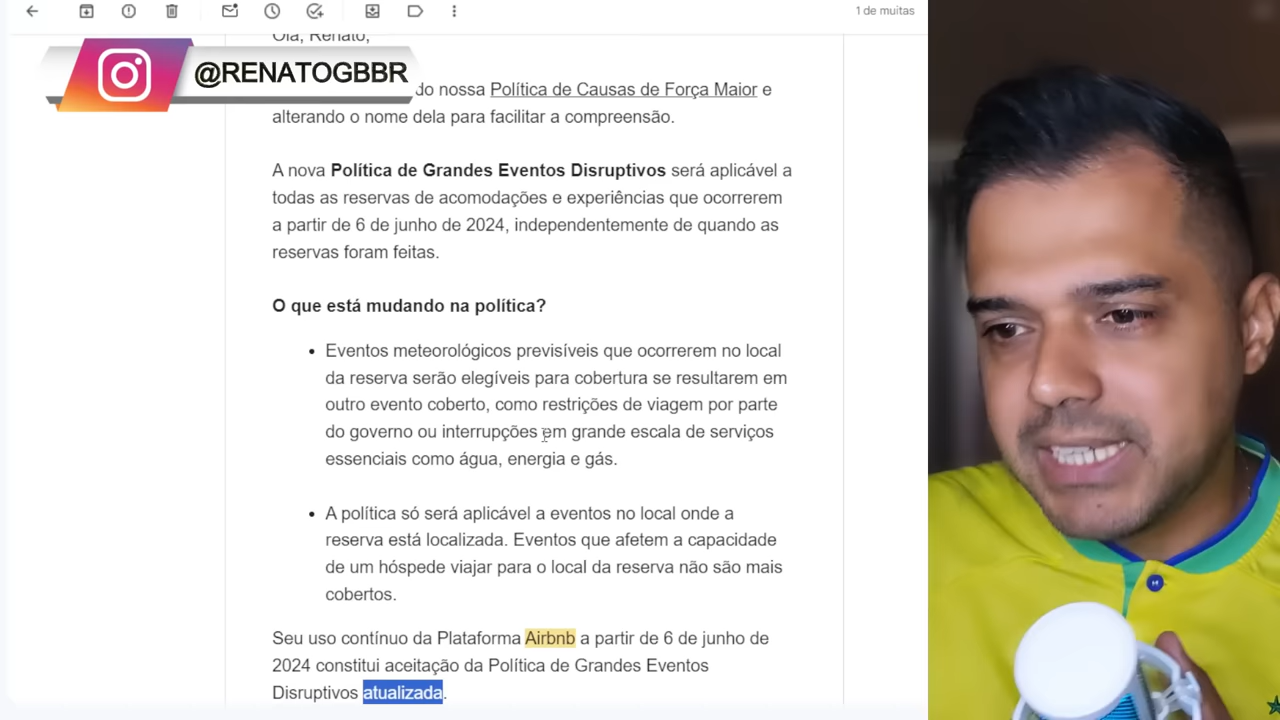 1 de muitas
Olá, Renato,
@RENATOGBBR
do nossa Política de Causas de Força Maior e
alterando o nome dela para facilitar a compreensão.
A nova Política de Grandes Eventos Disruptivos será aplicável a
todas as reservas de acomodações e experiências que ocorrerem
a partir de 6 de junho de 2024, independentemente de quando as
reservas foram feitas.
O que está mudando na política?
• Eventos meteorológicos previsíveis que ocorrerem no local
da reserva serão elegíveis para cobertura se resultarem em
outro evento coberto, como restrições de viagem por parte
do governo ou interrupções em grande escala de serviços
essenciais como água, energia e gás.
• A política só será aplicável a eventos no local onde a
reserva está localizada. Eventos que afetem a capacidade
de um hóspede viajar para o local da reserva não são mais
cobertos.
Seu uso contínuo da Plataforma Airbnb a partir de 6 de junho de
2024 constitui aceitação da Política de Grandes Eventos
Disruptivos atualizada.